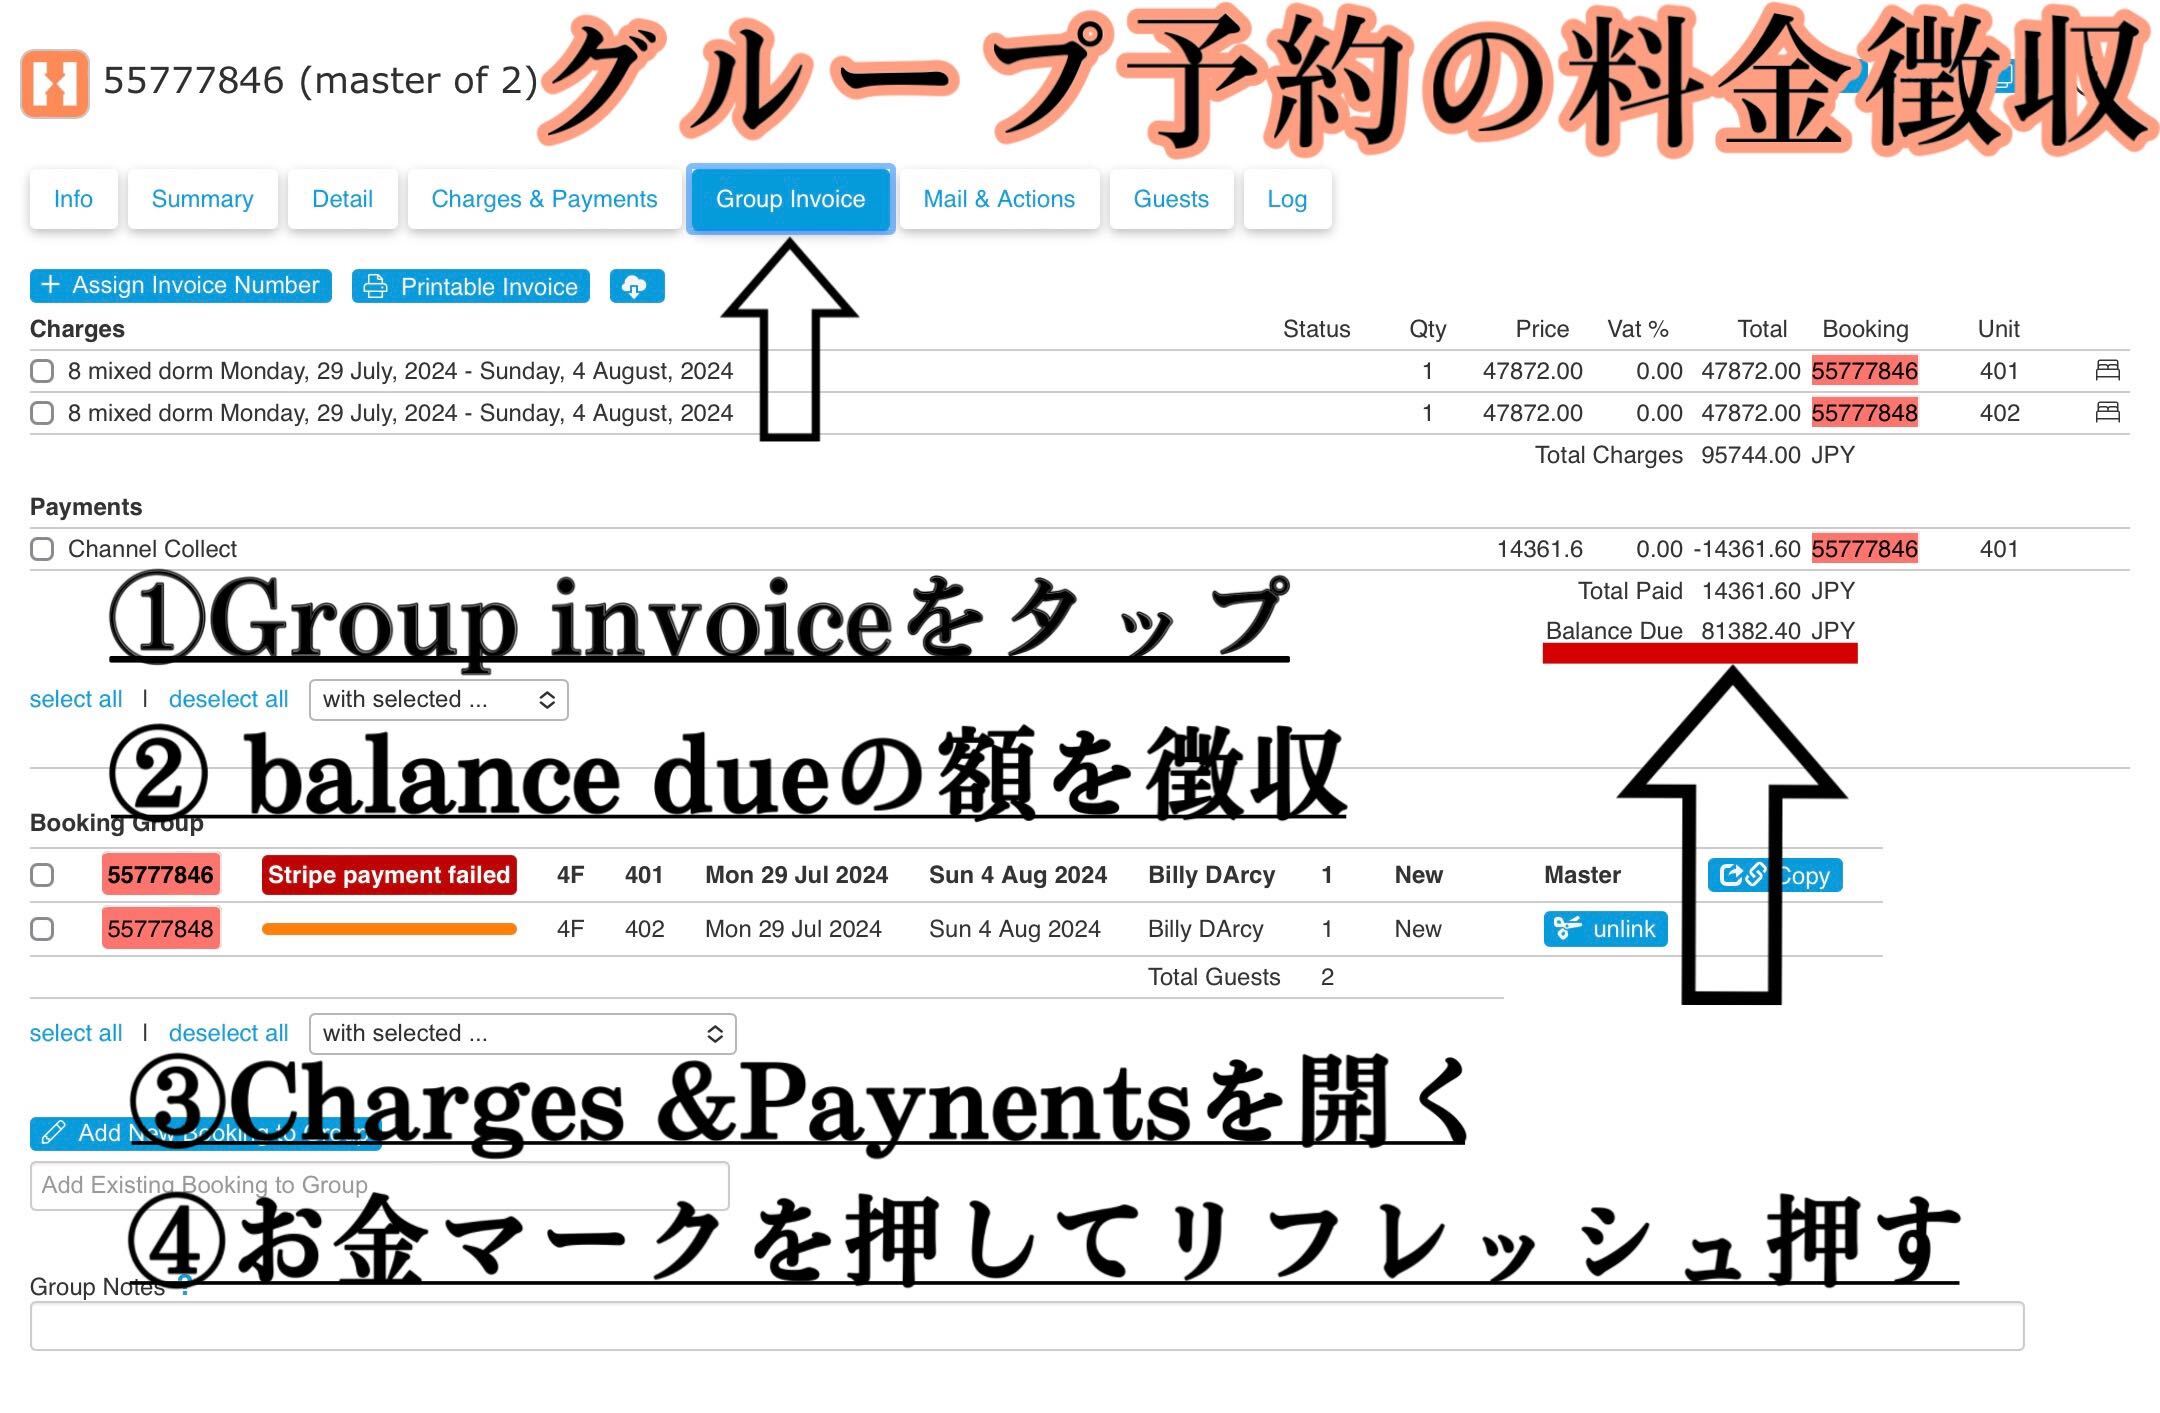 55777846 (master of 2)
グループ予約の料金徴収
Info Summary Detail Charges & Payments Group Invoice Mail & Actions Guests Log
Assign Invoice Number Printable Invoice
Charges Status Qty Price Vat % Total Booking Unit
8 mixed dorm Monday, 29 July, 2024 - Sunday, 4 August, 2024 1 47872.00 0.00 47872.00 55777846 401
8 mixed dorm Monday, 29 July, 2024 - Sunday, 4 August, 2024 1 47872.00 0.00 47872.00 55777848 402
Total Charges 95744.00 JPY
Payments
Channel Collect 14361.6 0.00 -14361.60 55777846 401
Total Paid 14361.60 JPY
①Group invoiceをタップ
Balance Due 81382.40 JPY
select all | deselect all with selected ...
② balance dueの額を徴収
Booking Group
55777846 Stripe payment failed 4F 401 Mon 29 Jul 2024 Sun 4 Aug 2024 Billy DArcy 1 New Master Copy
55777848 4F 402 Mon 29 Jul 2024 Sun 4 Aug 2024 Billy DArcy 1 New unlink
Total Guests 2
select all | deselect all with selected ...
③Charges &Paynentsを開く
Add New Booking to Group
Add Existing Booking to Group
④お金マークを押してリフレッシュ押す
Group Notes ?